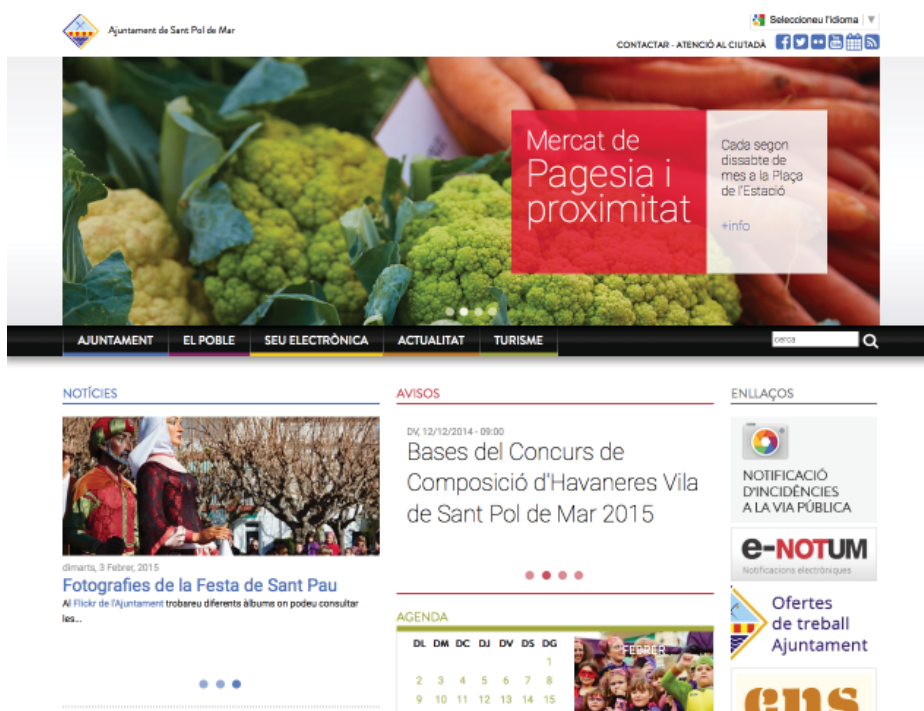 Ajuntament de Sant Pol de Mar
Seleccioneu l'idioma ▼
CONTACTAR - ATENCIÓ AL CIUTADÀ
Mercat de
Pagesia i
proximitat
Cada segon
dissabte de
mes a la Plaça
de l'Estació
+info
AJUNTAMENT EL POBLE SEU ELECTRÒNICA ACTUALITAT TURISME
cerca
NOTÍCIES
dimarts, 3 Febrer, 2015
Fotografies de la Festa de Sant Pau
Al Flickr de l'Ajuntament trobareu diferents àlbums on podeu consultar
les...
AVISOS
DV, 12/12/2014 - 09:00
Bases del Concurs de
Composició d'Havaneres Vila
de Sant Pol de Mar 2015
AGENDA
DL DM DC DJ DV DS DG
1
2 3 4 5 6 7 8
9 10 11 12 13 14 15
FEBRER
ENLLAÇOS
NOTIFICACIÓ
D'INCIDÈNCIES
A LA VIA PÚBLICA
e-NOTUM
Notificacions electròniques
Ofertes
de treball
Ajuntament
ens